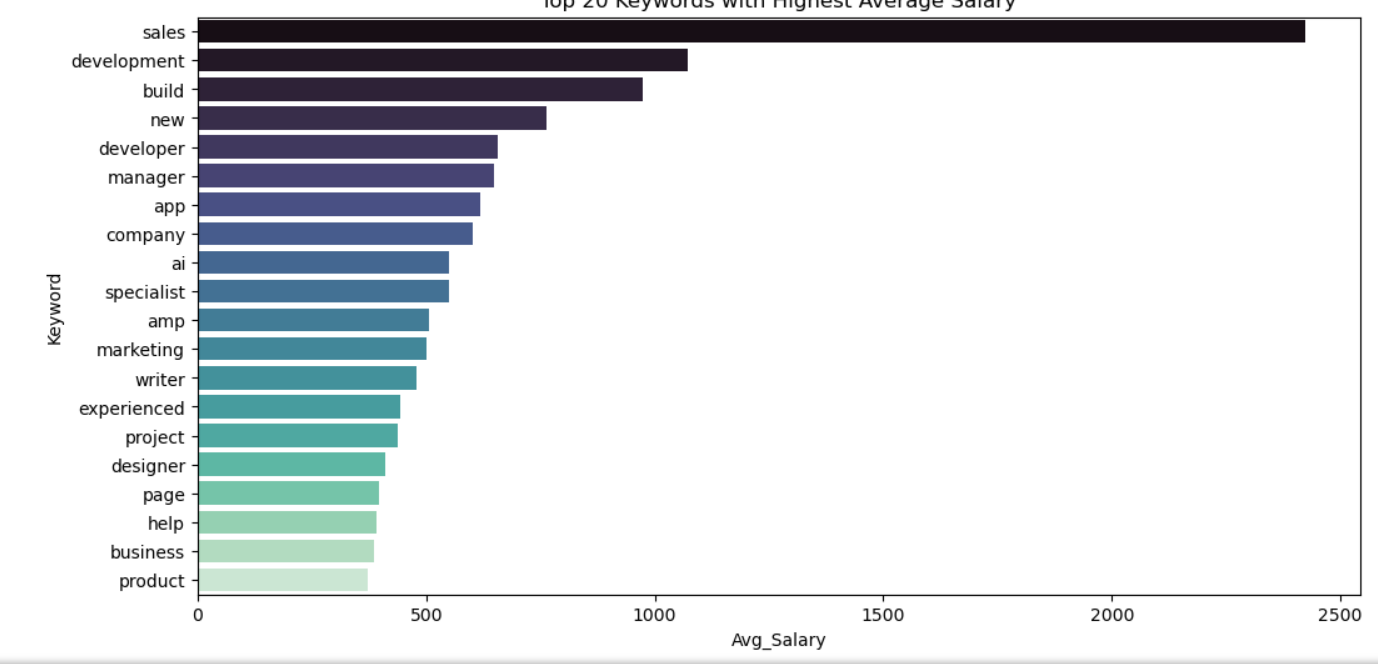 Top 20 Keywords with Highest Average Salary
sales
development
build
new
developer
manager
app
company
ai
specialist
amp
marketing
writer
experienced
project
designer
page
help
business
product
Keyword
0 500 1000 1500 2000 2500
Avg_Salary